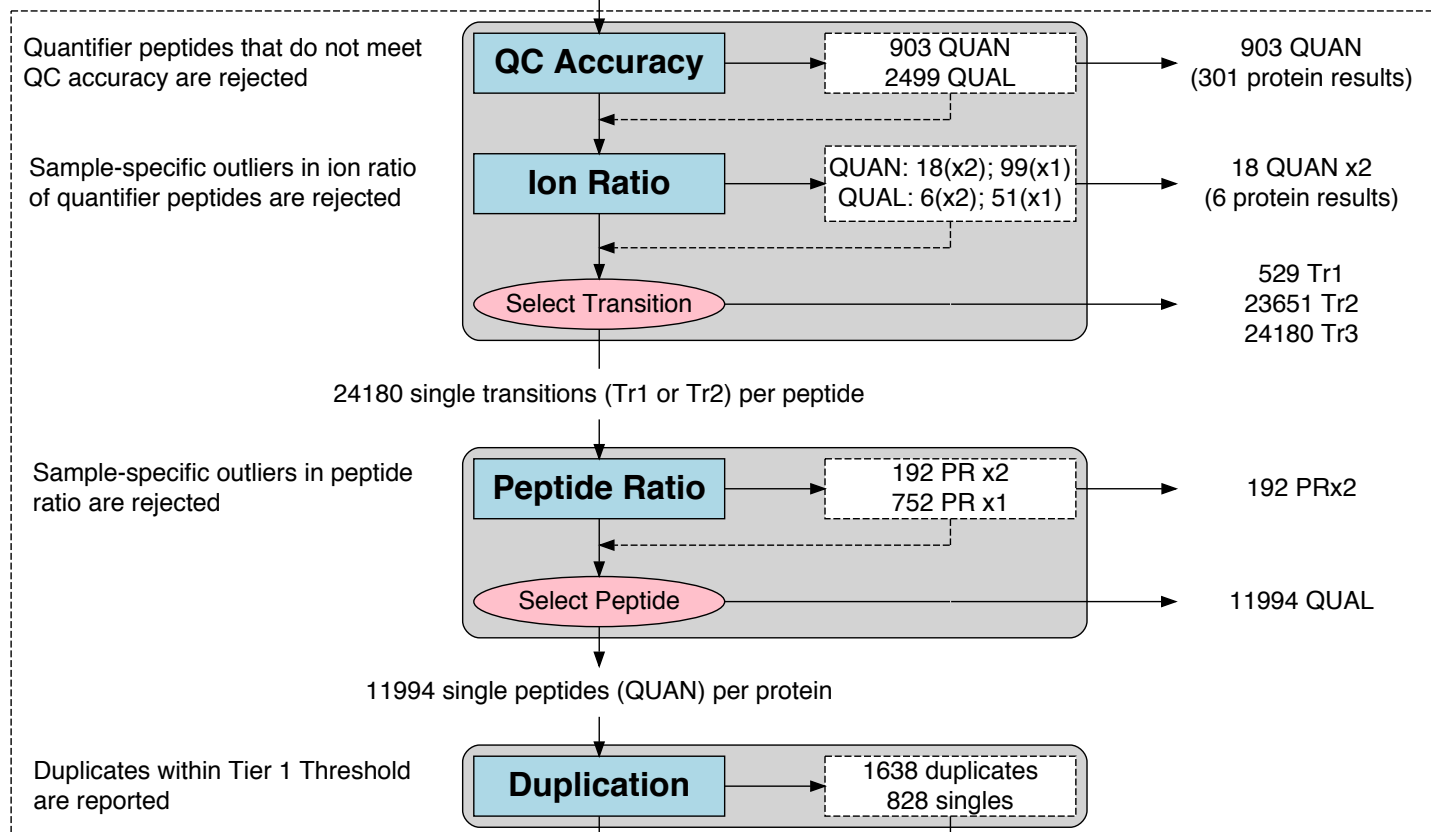 Quantifier peptides that do not meet
QC accuracy are rejected
QC Accuracy
903 QUAN
2499 QUAL
903 QUAN
(301 protein results)
Sample-specific outliers in ion ratio
of quantifier peptides are rejected
Ion Ratio
QUAN: 18(x2); 99(x1)
QUAL: 6(x2); 51(x1)
18 QUAN x2
(6 protein results)
Select Transition
529 Tr1
23651 Tr2
24180 Tr3
24180 single transitions (Tr1 or Tr2) per peptide
Sample-specific outliers in peptide
ratio are rejected
Peptide Ratio
192 PR x2
752 PR x1
192 PRx2
Select Peptide
11994 QUAL
11994 single peptides (QUAN) per protein
Duplicates within Tier 1 Threshold
are reported
Duplication
1638 duplicates
828 singles